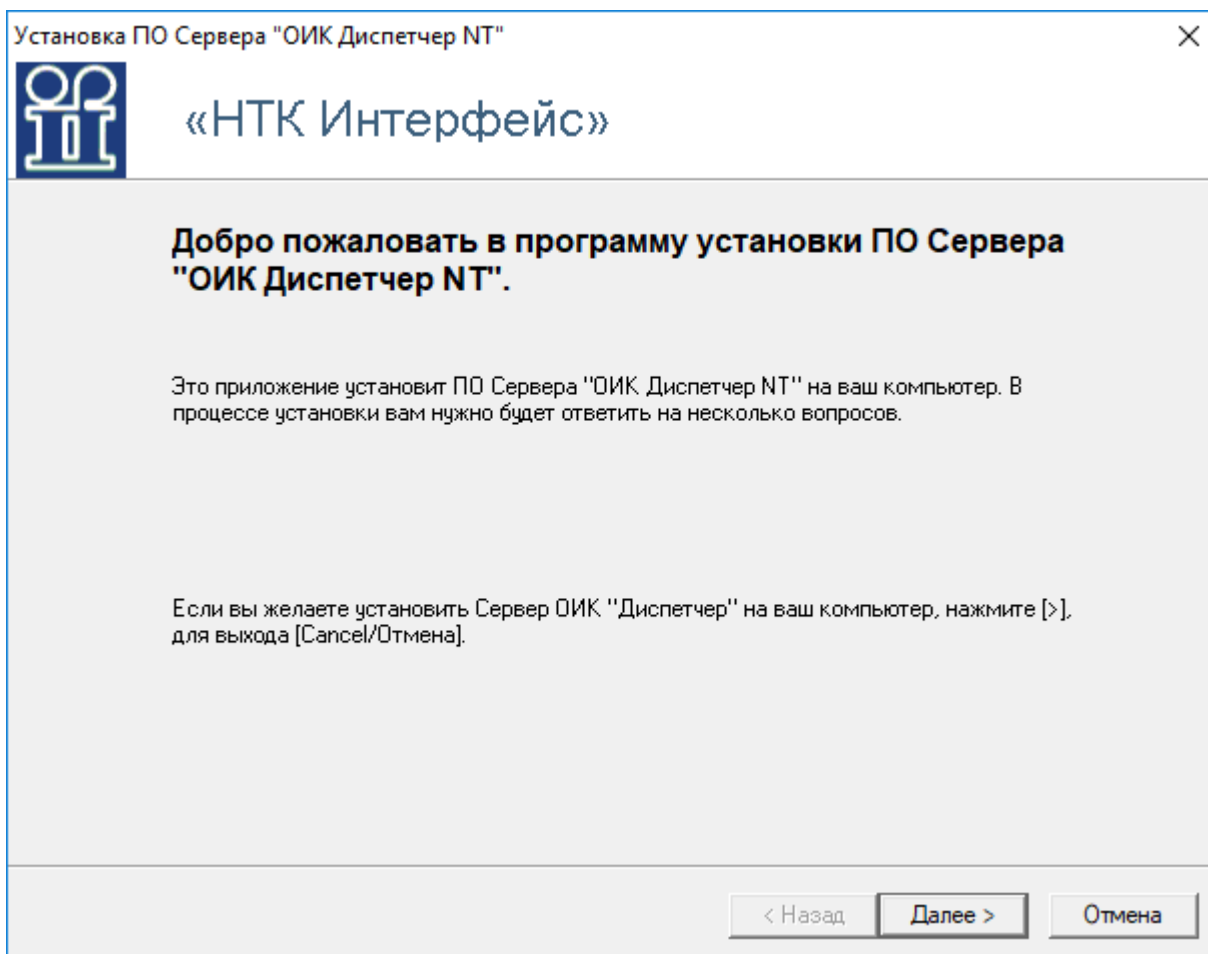 Установка ПО Сервера "ОИК Диспетчер NT"
«НТК Интерфейс»
Добро пожаловать в программу установки ПО Сервера
"ОИК Диспетчер NT".
Это приложение установит ПО Сервера "ОИК Диспетчер NT" на ваш компьютер. В
процессе установки вам нужно будет ответить на несколько вопросов.
Если вы желаете установить Сервер ОИК "Диспетчер" на ваш компьютер, нажмите [>],
для выхода [Cancel/Отмена].
< Назад Далее > Отмена